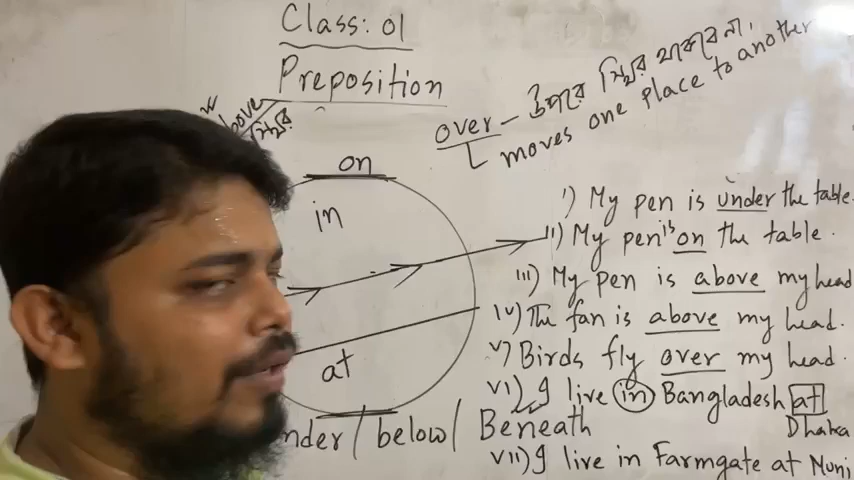 Class: 01
Preposition
above
স্থির
over - উপরে স্থির থাকবে না।
moves one place to another
on
in
at
under / below / Beneath
i) My pen is under the table.
ii) My pen is on the table.
iii) My pen is above my head
iv) The fan is above my head.
v) Birds fly over my head.
vi) I live in Bangladesh at
Dhaka
vii) I live in Farmgate at Muni